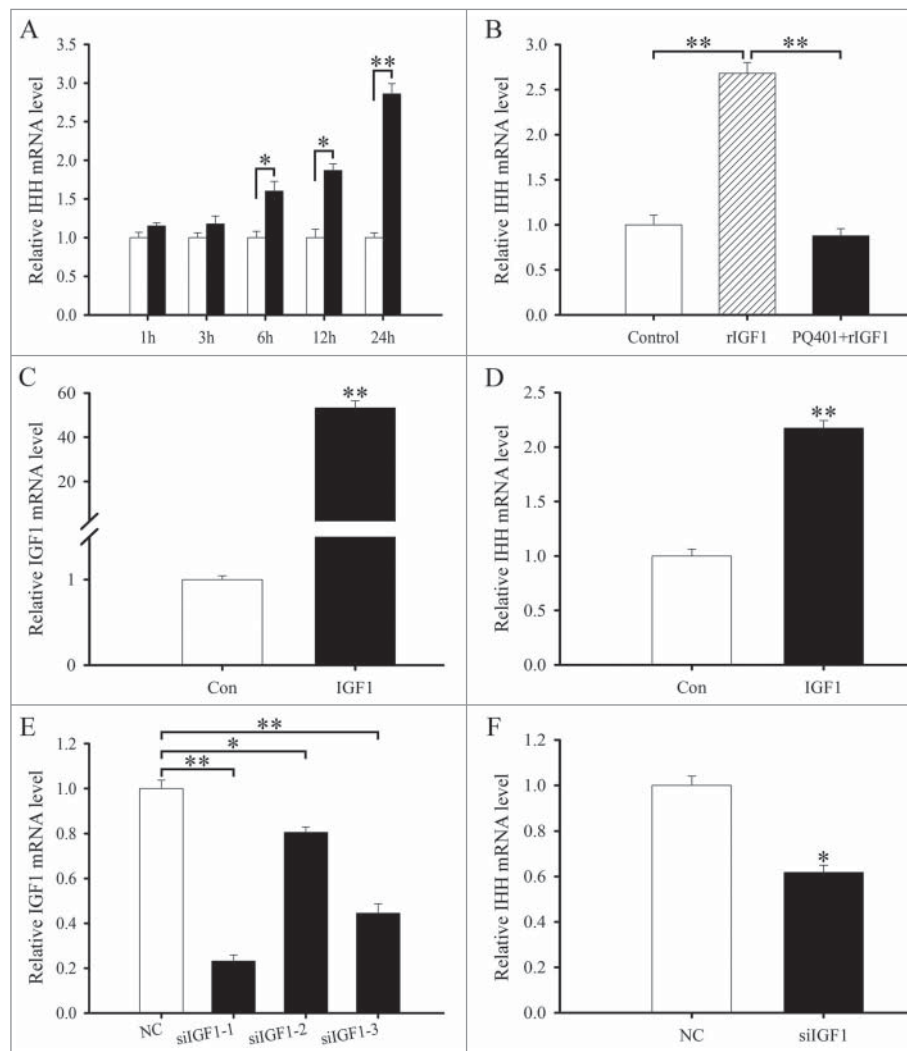 A
Relative IHH mRNA level
3.5
3.0
2.5
2.0
1.5
1.0
0.5
0.0
*
*
**
1h 3h 6h 12h 24h
B
Relative IHH mRNA level
3.0
2.5
2.0
1.5
1.0
0.5
0.0
** **
Control rIGF1 PQ401+rIGF1
C
Relative IGF1 mRNA level
60
40
20
1
0
**
Con IGF1
D
Relative IHH mRNA level
2.5
2.0
1.5
1.0
0.5
0.0
**
Con IGF1
E
Relative IGF1 mRNA level
1.2
1.0
0.8
0.6
0.4
0.2
0.0
**
*
**
NC siIGF1-1 siIGF1-2 siIGF1-3
F
Relative IHH mRNA level
1.2
1.0
0.8
0.6
0.4
0.2
0.0
*
NC siIGF1